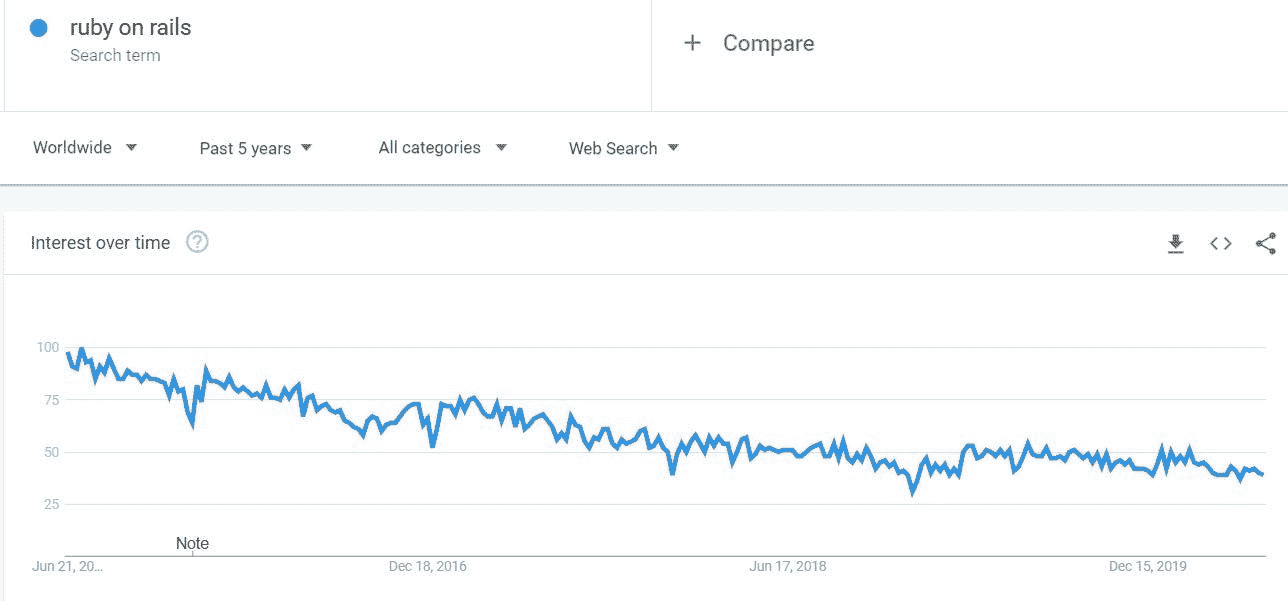 ruby on rails
Search term
+ Compare
Worldwide
Past 5 years
All categories
Web Search
Interest over time ?
100
75
50
25
Note
Jun 21, 20...
Dec 18, 2016
Jun 17, 2018
Dec 15, 2019